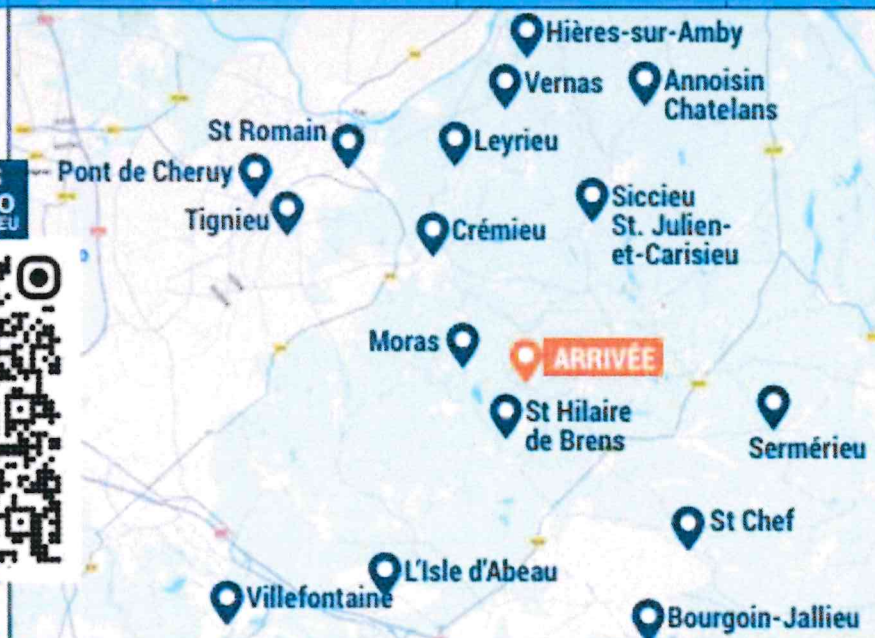 Hières-sur-Amby
Vernas
Annoisin
Chatelans
St Romain
Leyrieu
Pont de Cheruy
Siccieu
St. Julien-
et-Carisieu
Tignieu
Crémieu
Moras
ARRIVÉE
St Hilaire
de Brens
Sermérieu
St Chef
L'Isle d'Abeau
Villefontaine
Bourgoin-Jallieu